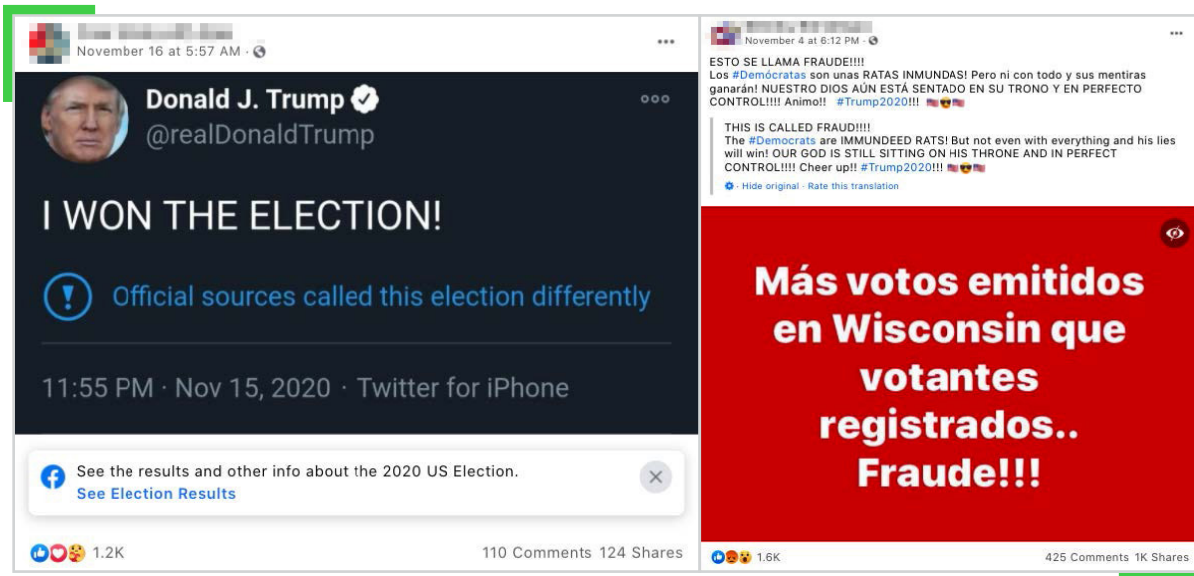 November 16 at 5:57 AM ·
Donald J. Trump
@realDonaldTrump
I WON THE ELECTION!
Official sources called this election differently
11:55 PM · Nov 15, 2020 · Twitter for iPhone
See the results and other info about the 2020 US Election.
See Election Results
1.2K
110 Comments 124 Shares
November 4 at 6:12 PM ·
ESTO SE LLAMA FRAUDE!!!!
Los #Demócratas son unas RATAS INMUNDAS! Pero ni con todo y sus mentiras
ganarán! NUESTRO DIOS AÚN ESTÁ SENTADO EN SU TRONO Y EN PERFECTO
CONTROL!!!! Animo!! #Trump2020!!! 🇺🇸😎🇺🇸
THIS IS CALLED FRAUD!!!!
The #Democrats are IMMUNDEED RATS! But not even with everything and his lies
will win! OUR GOD IS STILL SITTING ON HIS THRONE AND IN PERFECT
CONTROL!!!! Cheer up!! #Trump2020!!! 🇺🇸😎🇺🇸
· Hide original · Rate this translation
Más votos emitidos
en Wisconsin que
votantes
registrados..
Fraude!!!
1.6K
425 Comments 1K Shares